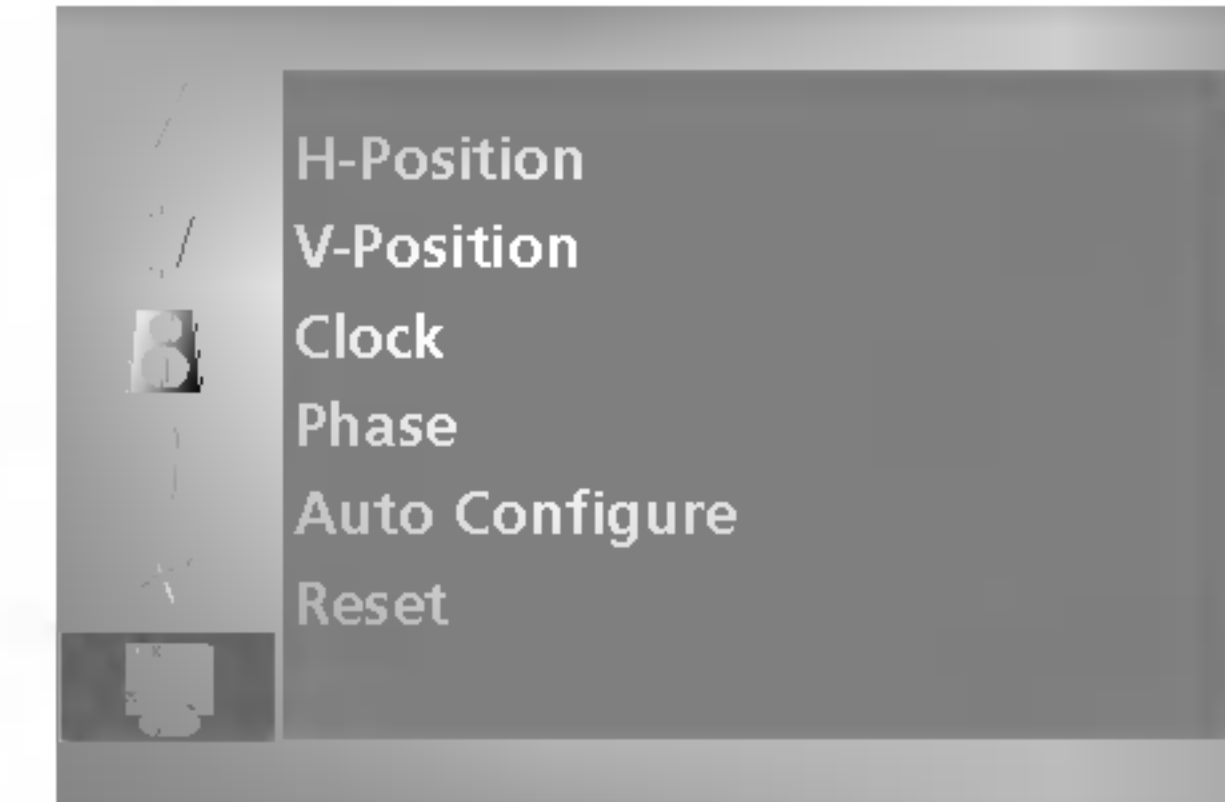 H-Position
V-Position
Clock
Phase
Auto Configure
Reset